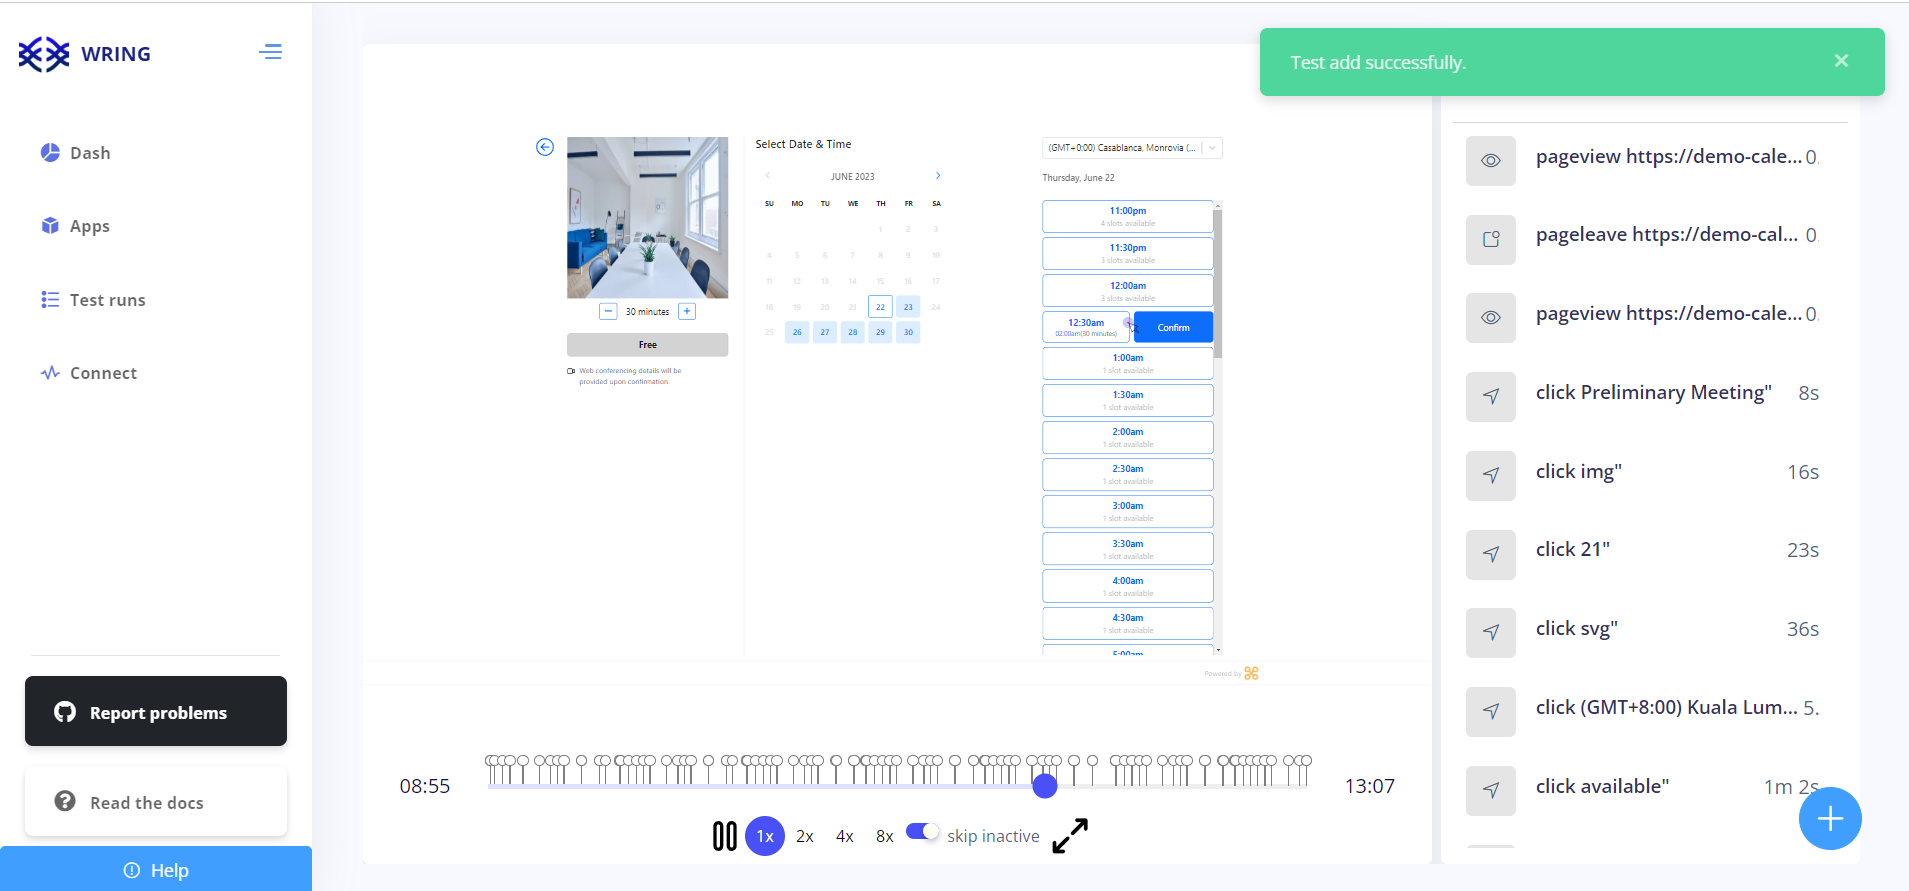 WRING
Dash
Apps
Test runs
Connect
Report problems
Read the docs
Help
Select Date & Time
JUNE 2023
SU MO TU WE TH FR SA
1 2 3
4 5 6 7 8 9 10
11 12 13 14 15 16 17
18 19 20 21 22 23 24
25 26 27 28 29 30
30 minutes
Free
Web conferencing details will be
provided upon confirmation.
(GMT+0:00) Casablanca, Monrovia (...
Thursday, June 22
11:00pm
4 slots available
11:30pm
3 slots available
12:00am
3 slots available
12:30am
02:00am(30 minutes)
Confirm
1:00am
1 slot available
1:30am
1 slot available
2:00am
1 slot available
2:30am
1 slot available
3:00am
1 slot available
3:30am
1 slot available
4:00am
1 slot available
4:30am
1 slot available
5:00am
Powered by
08:55
13:07
1x 2x 4x 8x skip inactive
Test add successfully.
pageview https://demo-cale... 0.
pageleave https://demo-cal... 0.
pageview https://demo-cale... 0.
click Preliminary Meeting" 8s
click img" 16s
click 21" 23s
click svg" 36s
click (GMT+8:00) Kuala Lum... 5.
click available" 1m 2s